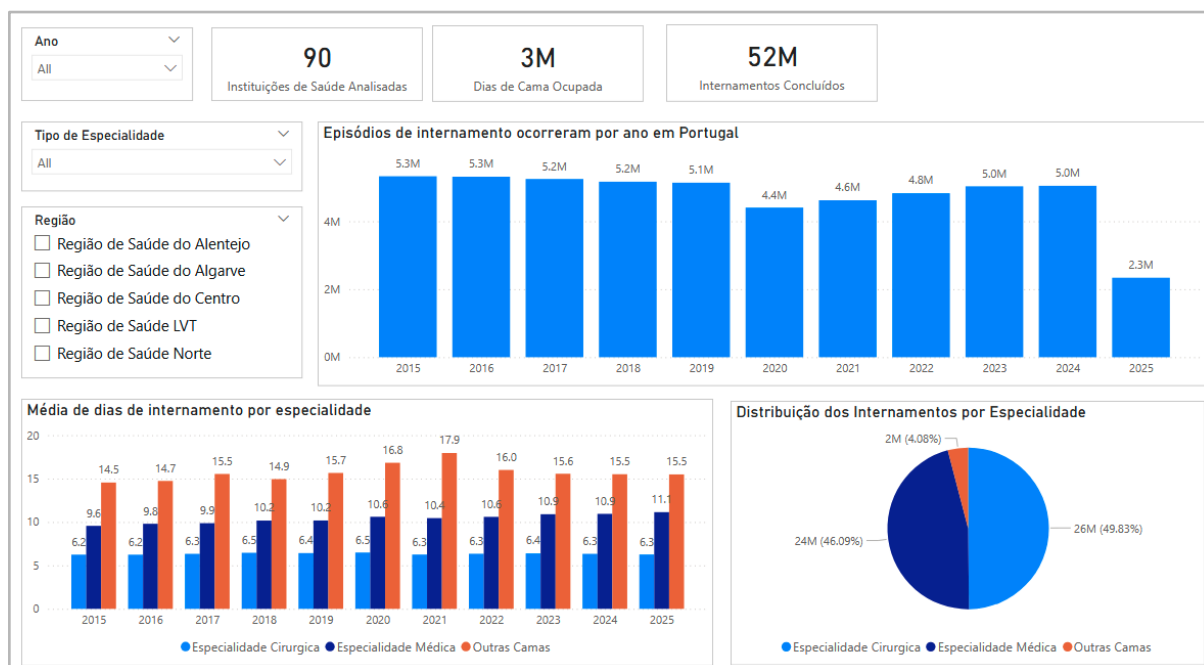 Ano
All
90
Instituições de Saúde Analisadas
3M
Dias de Cama Ocupada
52M
Internamentos Concluídos
Tipo de Especialidade
All
Região
Região de Saúde do Alentejo
Região de Saúde do Algarve
Região de Saúde do Centro
Região de Saúde LVT
Região de Saúde Norte
Episódios de internamento ocorreram por ano em Portugal
5.3M 5.3M 5.2M 5.2M 5.1M 4.4M 4.6M 4.8M 5.0M 5.0M 2.3M
4M
2M
0M
2015 2016 2017 2018 2019 2020 2021 2022 2023 2024 2025
Média de dias de internamento por especialidade
20
15
10
5
0
14.5 14.7 15.5 14.9 15.7 16.8 17.9 16.0 15.6 15.5 15.5
9.6 9.8 9.9 10.2 10.2 10.6 10.4 10.6 10.9 10.9 11.1
6.2 6.2 6.3 6.5 6.4 6.5 6.3 6.3 6.4 6.3 6.3
2015 2016 2017 2018 2019 2020 2021 2022 2023 2024 2025
Especialidade Cirurgica Especialidade Médica Outras Camas
Distribuição dos Internamentos por Especialidade
2M (4.08%)
24M (46.09%)
26M (49.83%)
Especialidade Cirurgica Especialidade Médica Outras Camas